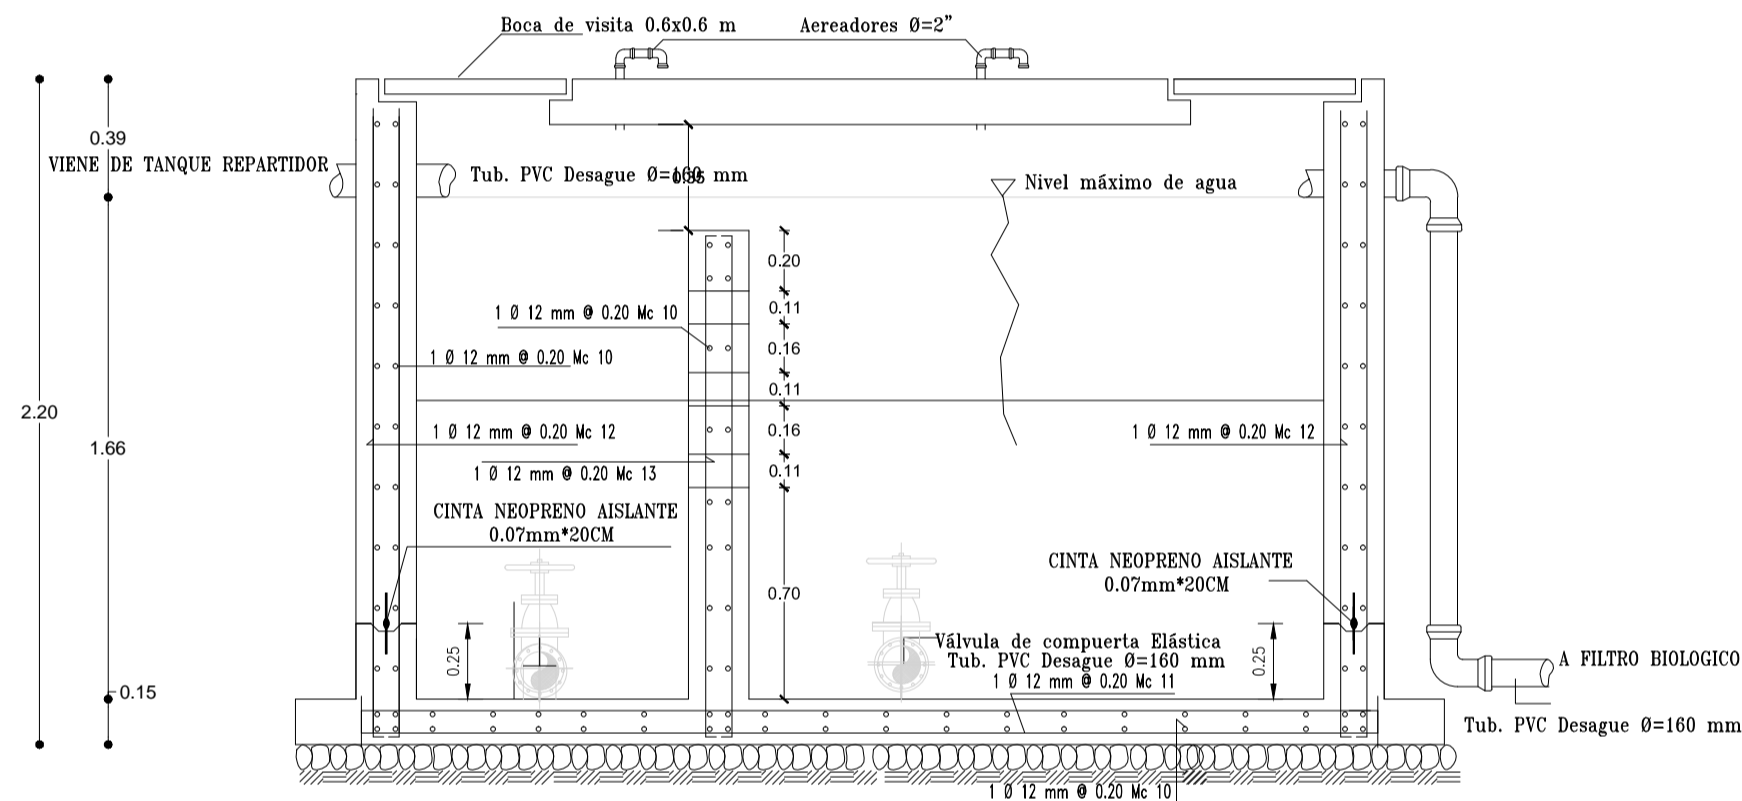 Boca de visita 0.6x0.6 m
Aereadores Ø=2”
0.39
VIENE DE TANQUE REPARTIDOR
Tub. PVC Desague Ø=160 mm
0.35
Nivel máximo de agua
0.20
1 Ø 12 mm @ 0.20 Mc 10
0.11
0.16
1 Ø 12 mm @ 0.20 Mc 10
0.11
2.20
1.66
1 Ø 12 mm @ 0.20 Mc 12
0.16
1 Ø 12 mm @ 0.20 Mc 12
1 Ø 12 mm @ 0.20 Mc 13
0.11
CINTA NEOPRENO AISLANTE
0.07mm*20CM
CINTA NEOPRENO AISLANTE
0.07mm*20CM
0.70
0.25
Válvula de compuerta Elástica
Tub. PVC Desague Ø=160 mm
1 Ø 12 mm @ 0.20 Mc 11
0.25
A FILTRO BIOLOGICO
0.15
Tub. PVC Desague Ø=160 mm
1 Ø 12 mm @ 0.20 Mc 10